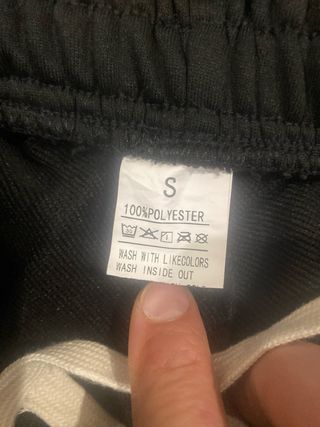 S
100%POLYESTER
WASH WITH LIKECOLORS
WASH INSIDE OUT